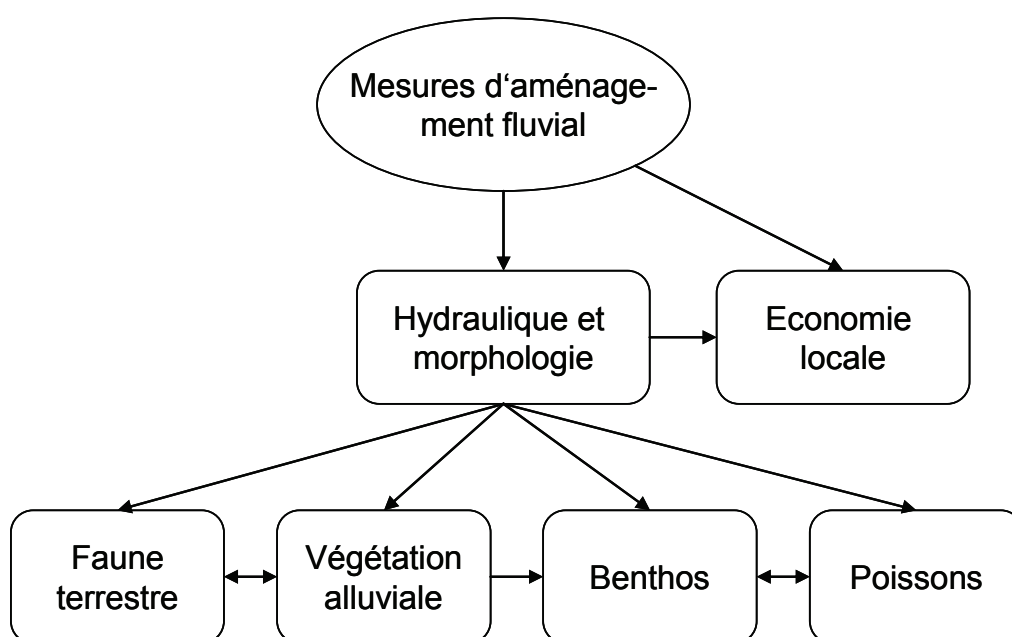 Mesures d‘aménage-
ment fluvial
Hydraulique et
morphologie
Economie
locale
Faune
terrestre
Végétation
alluviale
Benthos
Poissons